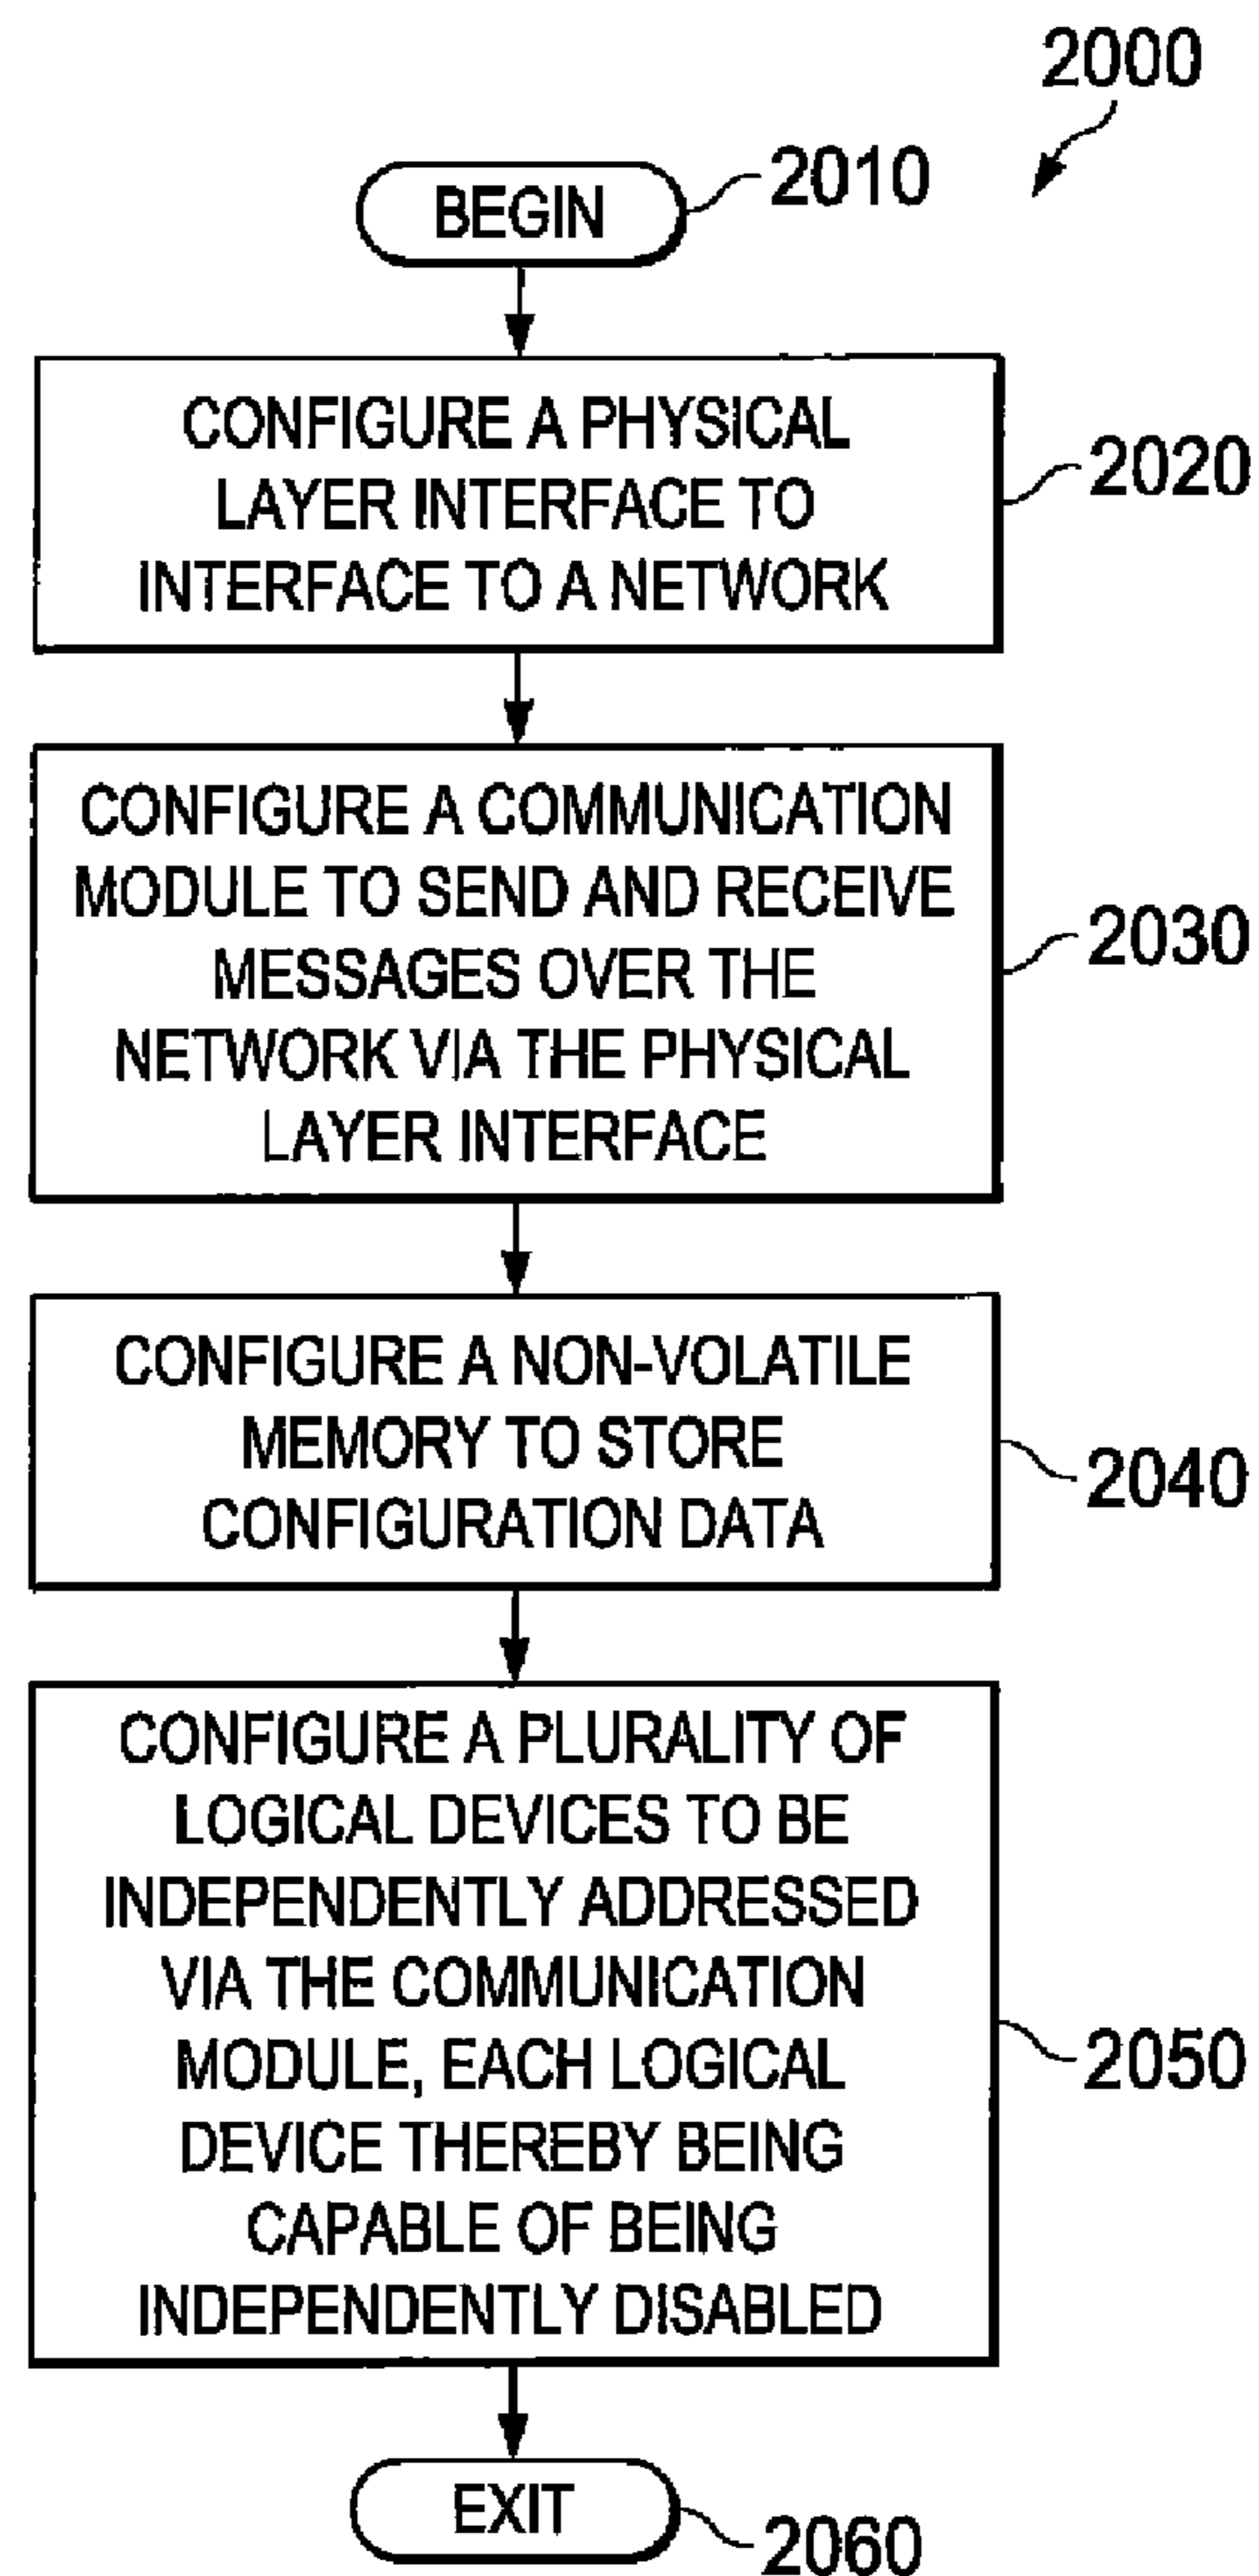 2000
BEGIN
2010
CONFIGURE A PHYSICAL
LAYER INTERFACE TO
INTERFACE TO A NETWORK
2020
CONFIGURE A COMMUNICATION
MODULE TO SEND AND RECEIVE
MESSAGES OVER THE
NETWORK VIA THE PHYSICAL
LAYER INTERFACE
2030
CONFIGURE A NON-VOLATILE
MEMORY TO STORE
CONFIGURATION DATA
2040
CONFIGURE A PLURALITY OF
LOGICAL DEVICES TO BE
INDEPENDENTLY ADDRESSED
VIA THE COMMUNICATION
MODULE, EACH LOGICAL
DEVICE THEREBY BEING
CAPABLE OF BEING
INDEPENDENTLY DISABLED
2050
EXIT
2060